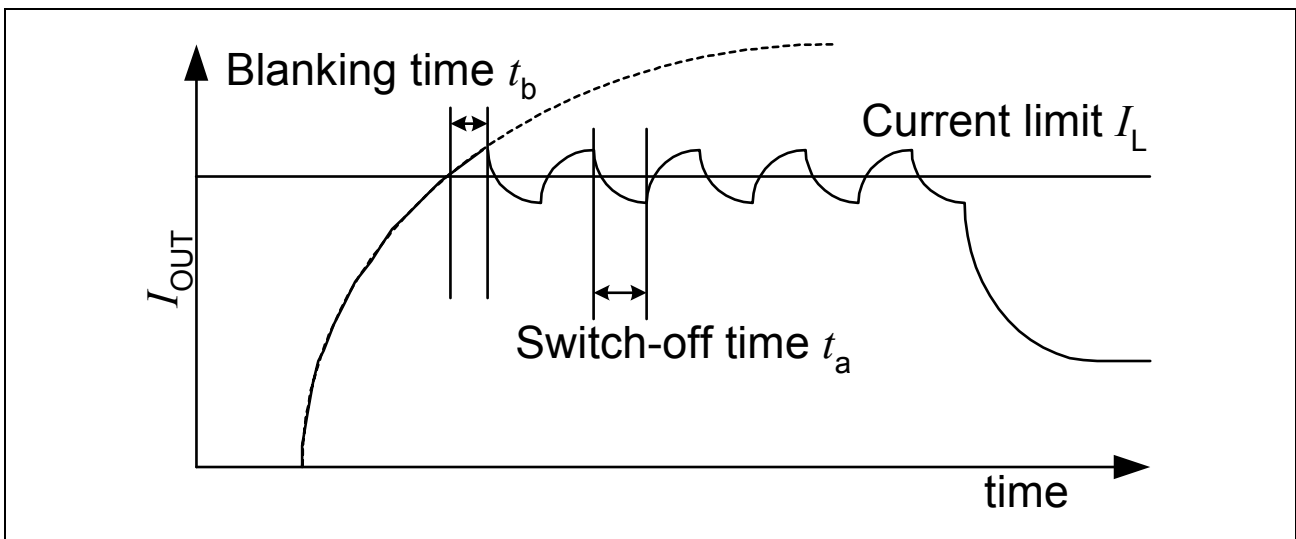 Blanking time t_b
Current limit I_L
I_OUT
Switch-off time t_a
time